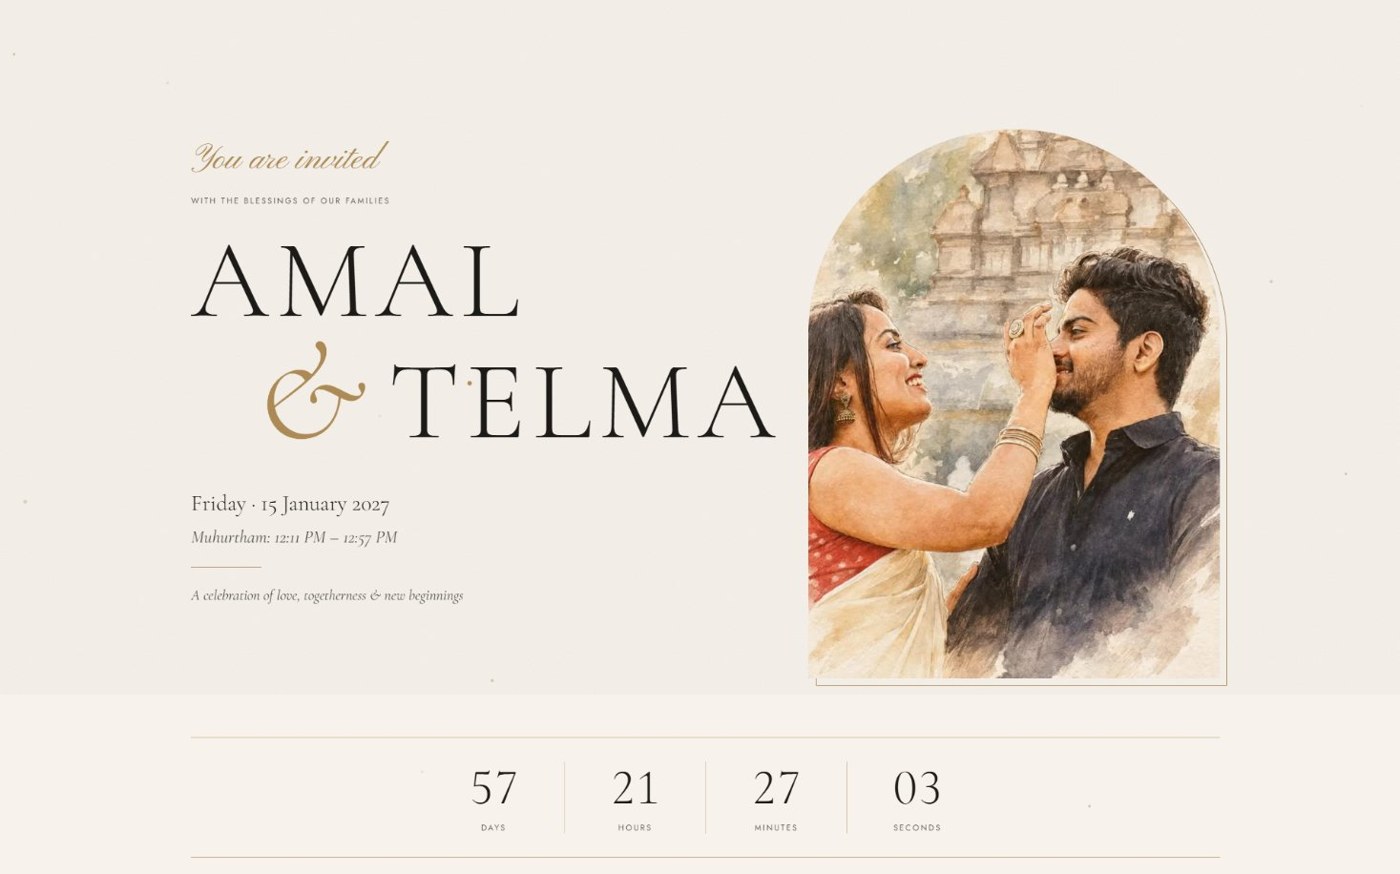 You are invited
WITH THE BLESSINGS OF OUR FAMILIES
AMAL
& TELMA
Friday · 15 January 2027
Muhurtham: 12:11 PM – 12:57 PM
A celebration of love, togetherness & new beginnings
57 21 27 03
DAYS HOURS MINUTES SECONDS